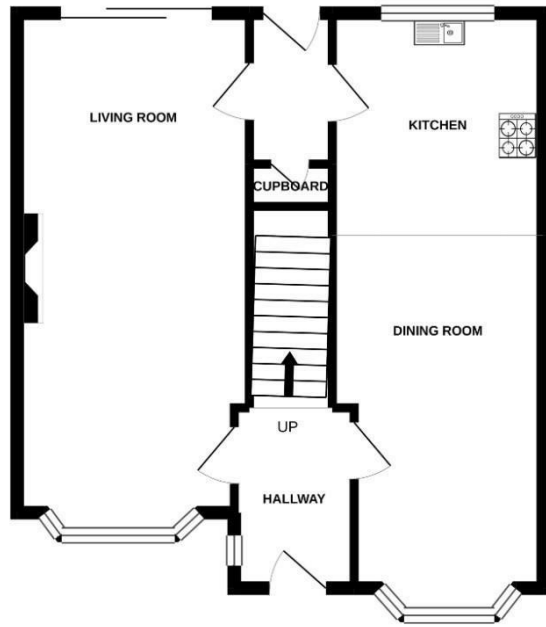 LIVING ROOM
KITCHEN
CUPBOARD
DINING ROOM
UP
HALLWAY